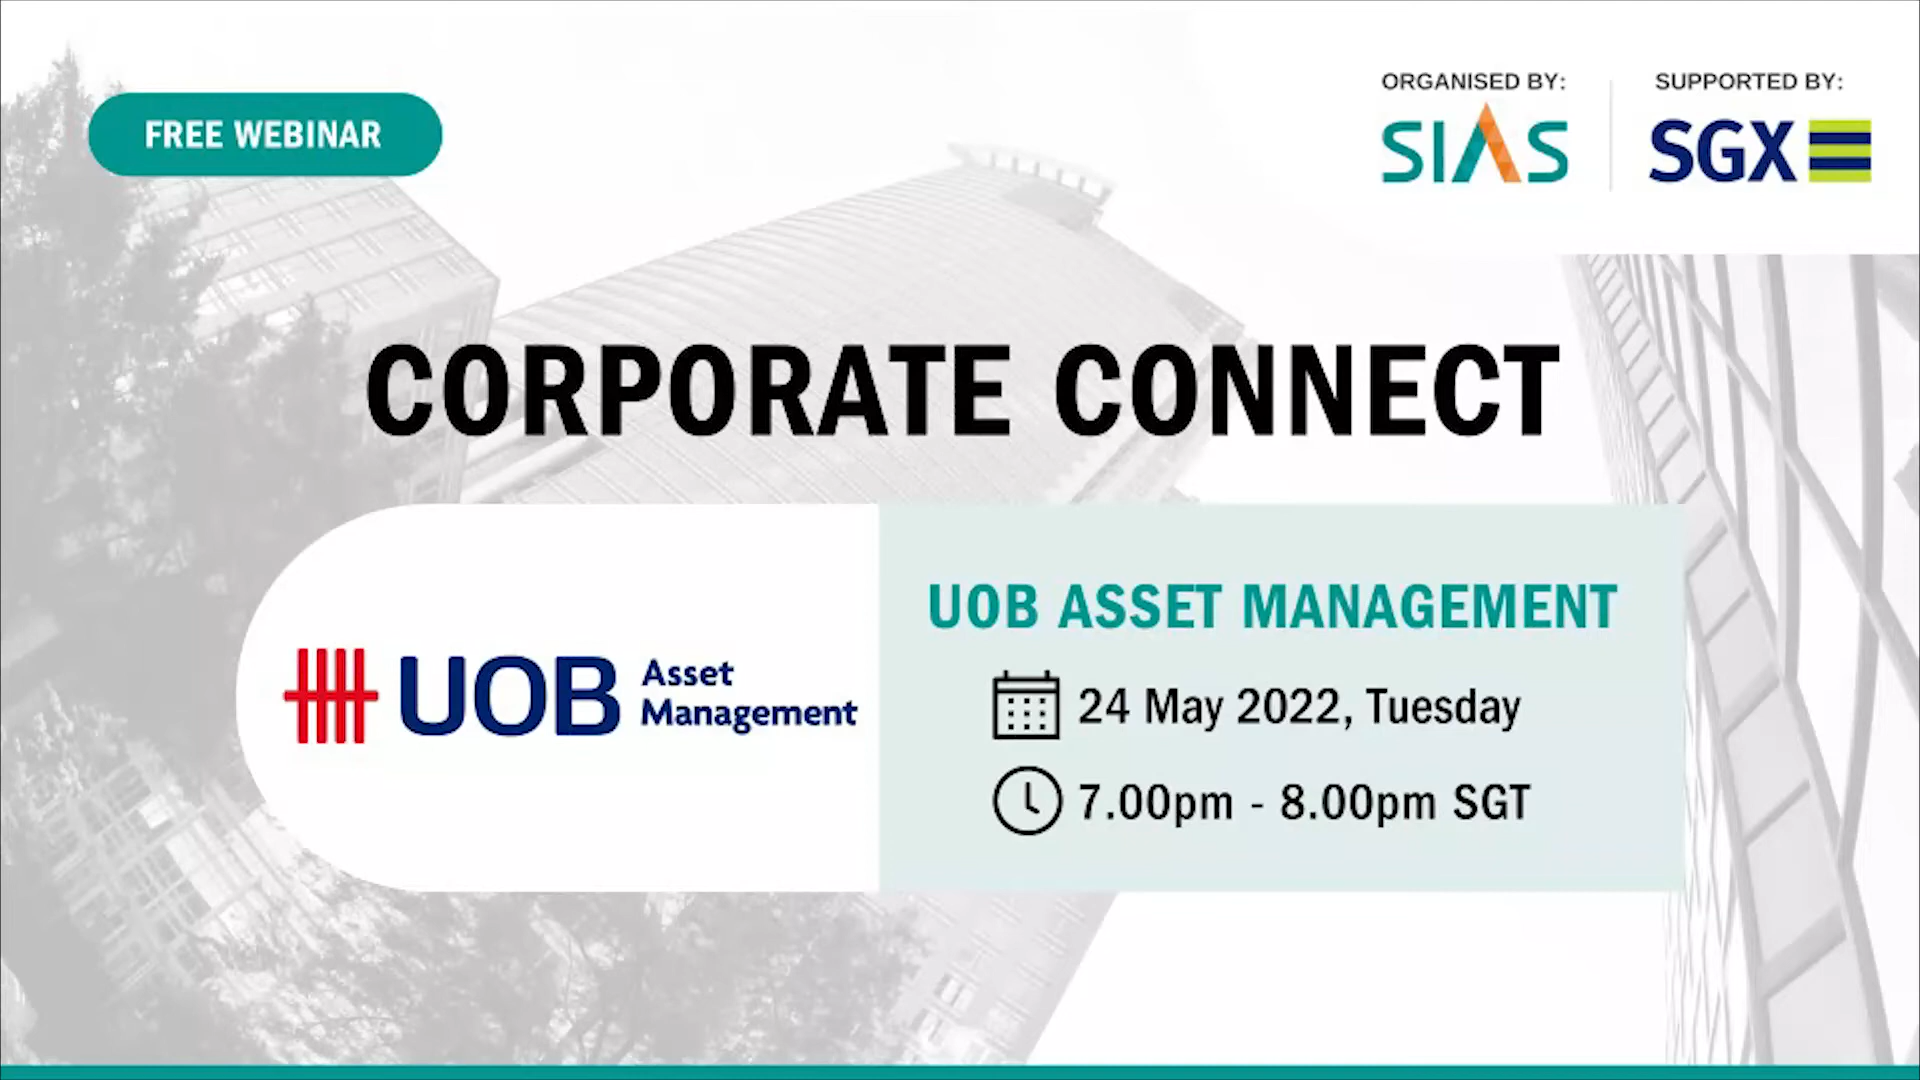 FREE WEBINAR
ORGANISED BY:
SIAS
SUPPORTED BY:
SGX
CORPORATE CONNECT
UOB Asset
Management
UOB ASSET MANAGEMENT
24 May 2022, Tuesday
7.00pm - 8.00pm SGT